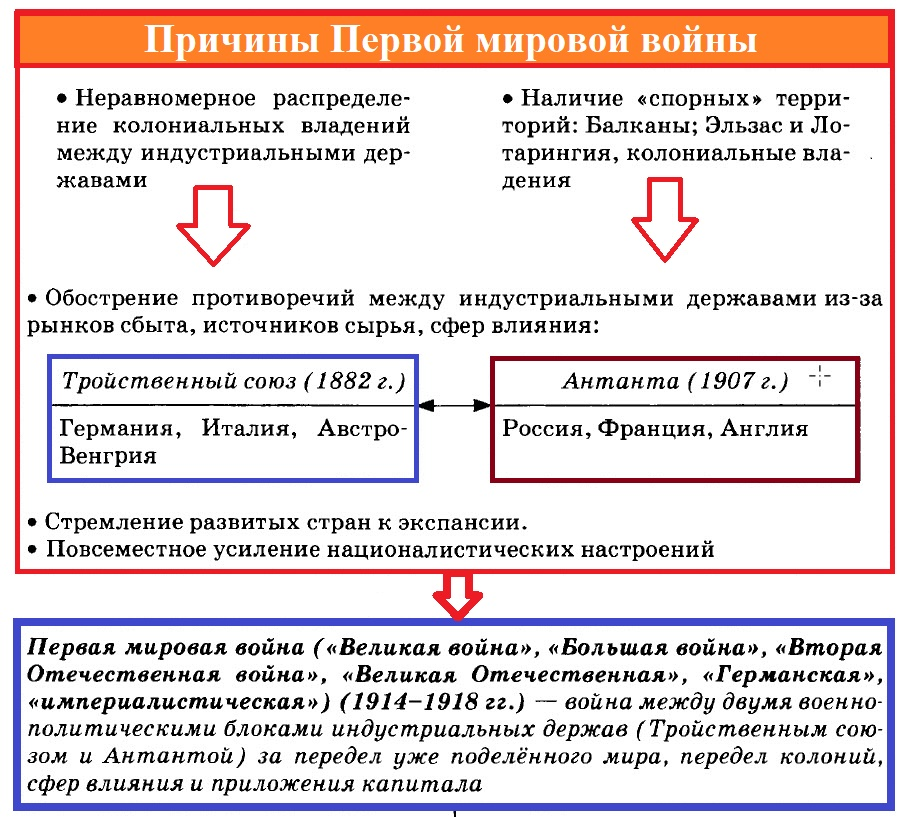 Причины Первой мировой войны
• Неравномерное распределе-
ние колониальных владений
между индустриальными дер-
жавами
• Наличие «спорных» терри-
торий: Балканы; Эльзас и Ло-
тарингия, колониальные вла-
дения
• Обострение противоречий между индустриальными державами из-за
рынков сбыта, источников сырья, сфер влияния:
Тройственный союз (1882 г.)
Германия, Италия, Австро-
Венгрия
Антанта (1907 г.)
Россия, Франция, Англия
• Стремление развитых стран к экспансии.
• Повсеместное усиление националистических настроений
Первая мировая война («Великая война», «Большая война», «Вторая
Отечественная война», «Великая Отечественная», «Германская»,
«империалистическая») (1914–1918 гг.) — война между двумя военно-
политическими блоками индустриальных держав (Тройственным сою-
зом и Антантой) за передел уже поделённого мира, передел колоний,
сфер влияния и приложения капитала